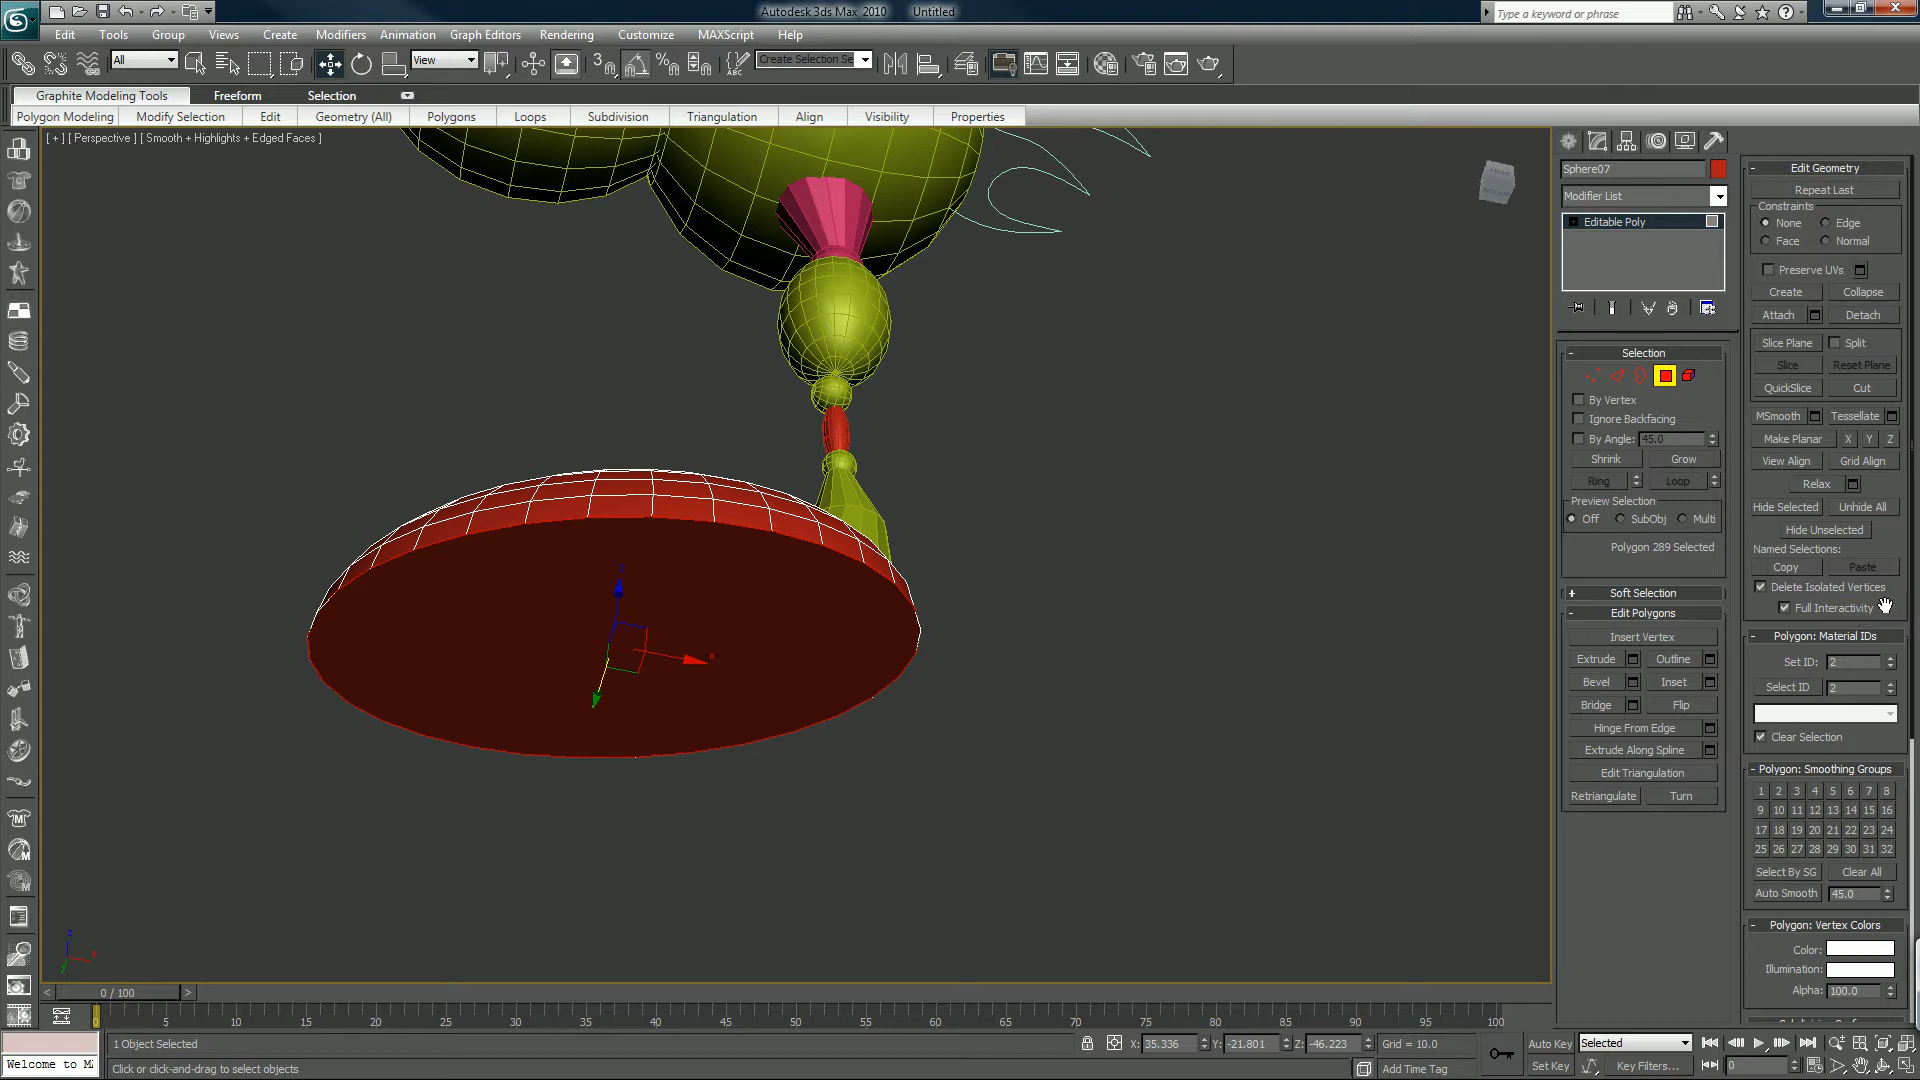 Autodesk 3ds Max 2010 Untitled
Type a keyword or phrase
Edit Tools Group Views Create Modifiers Animation Graph Editors Rendering Customize MAXScript Help
All View Create Selection Se
Graphite Modeling Tools Freeform Selection
Polygon Modeling Modify Selection Edit Geometry (All) Polygons Loops Subdivision Triangulation Align Visibility Properties
[ + ] [ Perspective ] [ Smooth + Highlights + Edged Faces ]
Sphere07
Modifier List
Editable Poly
- Selection
By Vertex
Ignore Backfacing
By Angle: 45.0
Shrink Grow
Ring Loop
Preview Selection
Off SubObj Multi
Polygon 289 Selected
+ Soft Selection
- Edit Polygons
Insert Vertex
Extrude Outline
Bevel Inset
Bridge Flip
Hinge From Edge
Extrude Along Spline
Edit Triangulation
Retriangulate Turn
- Edit Geometry
Repeat Last
Constraints
None Edge
Face Normal
Preserve UVs
Create Collapse
Attach Detach
Slice Plane Split
Slice Reset Plane
QuickSlice Cut
MSmooth Tessellate
Make Planar X Y Z
View Align Grid Align
Relax
Hide Selected Unhide All
Hide Unselected
Named Selections:
Copy Paste
Delete Isolated Vertices
Full Interactivity
- Polygon: Material IDs
Set ID: 2
Select ID 2
Clear Selection
- Polygon: Smoothing Groups
1 2 3 4 5 6 7 8
9 10 11 12 13 14 15 16
17 18 19 20 21 22 23 24
25 26 27 28 29 30 31 32
Select By SG Clear All
Auto Smooth 45.0
- Polygon: Vertex Colors
Color:
Illumination:
Alpha: 100.0
x
z
x
y
< 0 / 100 >
0 5 10 15 20 25 30 35 40 45 50 55 60 65 70 75 80 85 90 95 100
1 Object Selected X: 35.336 Y: -21.801 Z: -46.223 Grid = 10.0 Auto Key Selected
Welcome to M Click or click-and-drag to select objects Add Time Tag Set Key Key Filters... 0